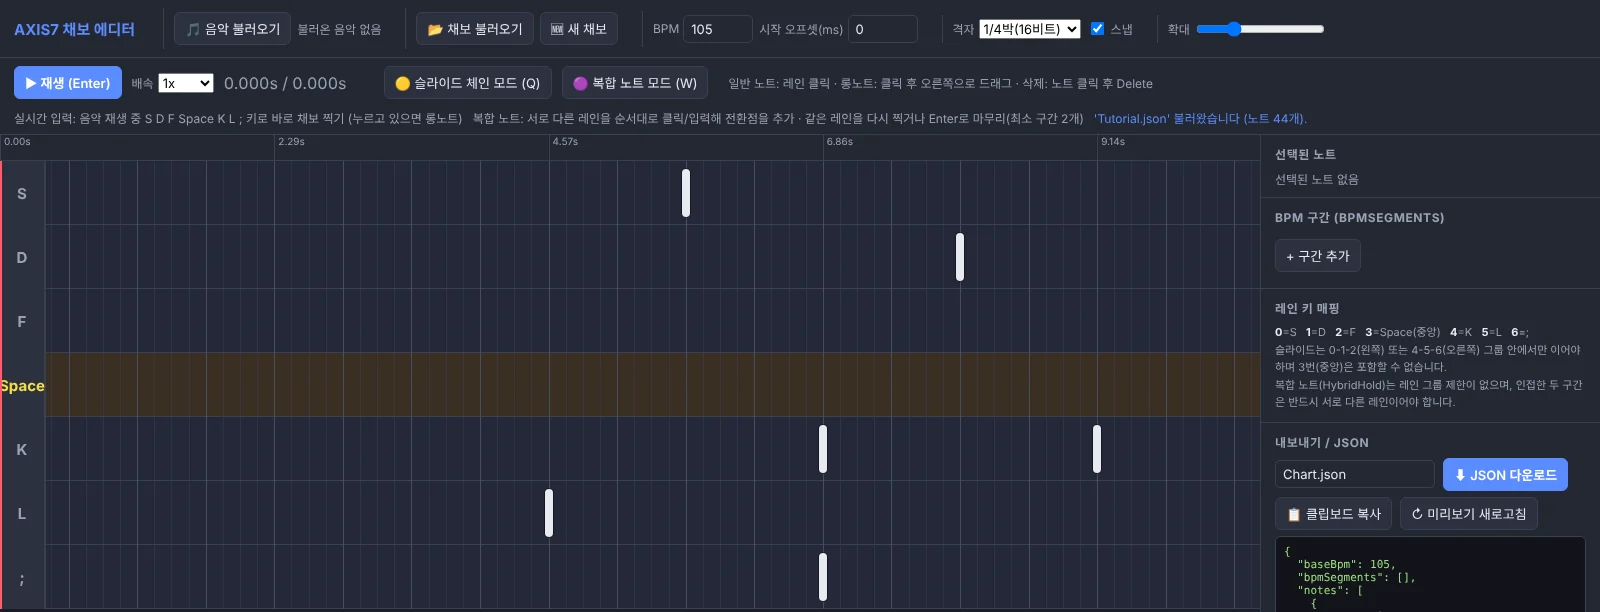 AXIS7 채보 에디터
🎵 음악 불러오기 불러온 음악 없음
📂 채보 불러오기
🆕 새 채보
BPM 105 시작 오프셋(ms) 0
격자 1/4박(16비트) 스냅
확대
▶ 재생 (Enter) 배속 1x 0.000s / 0.000s
🟡 슬라이드 체인 모드 (Q)
🟣 복합 노트 모드 (W)
일반 노트: 레인 클릭 · 롱노트: 클릭 후 오른쪽으로 드래그 · 삭제: 노트 클릭 후 Delete
실시간 입력: 음악 재생 중 S D F Space K L ; 키로 바로 채보 찍기 (누르고 있으면 롱노트) 복합 노트: 서로 다른 레인을 순서대로 클릭/입력해 전환점을 추가 · 같은 레인을 다시 찍거나 Enter로 마무리(최소 구간 2개) 'Tutorial.json' 불러왔습니다 (노트 44개).
0.00s 2.29s 4.57s 6.86s 9.14s
S
D
F
Space
K
L
;
선택된 노트
선택된 노트 없음
BPM 구간 (BPMSEGMENTS)
+ 구간 추가
레인 키 매핑
0=S 1=D 2=F 3=Space(중앙) 4=K 5=L 6=;
슬라이드는 0-1-2(왼쪽) 또는 4-5-6(오른쪽) 그룹 안에서만 이어야
하며 3번(중앙)은 포함할 수 없습니다.
복합 노트(HybridHold)는 레인 그룹 제한이 없으며, 인접한 두 구간
은 반드시 서로 다른 레인이어야 합니다.
내보내기 / JSON
Chart.json ⬇ JSON 다운로드
📋 클립보드 복사 ↻ 미리보기 새로고침
{
"baseBpm": 105,
"bpmSegments": [],
"notes": [
{